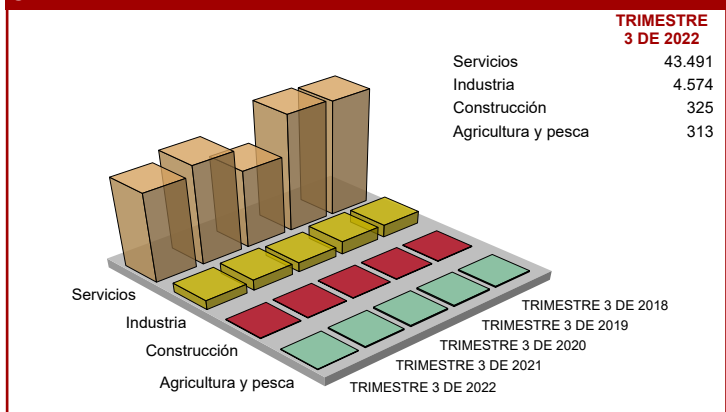 TRIMESTRE
3 DE 2022
Servicios 43.491
Industria 4.574
Construcción 325
Agricultura y pesca 313
Servicios
Industria
Construcción
Agricultura y pesca
TRIMESTRE 3 DE 2018
TRIMESTRE 3 DE 2019
TRIMESTRE 3 DE 2020
TRIMESTRE 3 DE 2021
TRIMESTRE 3 DE 2022